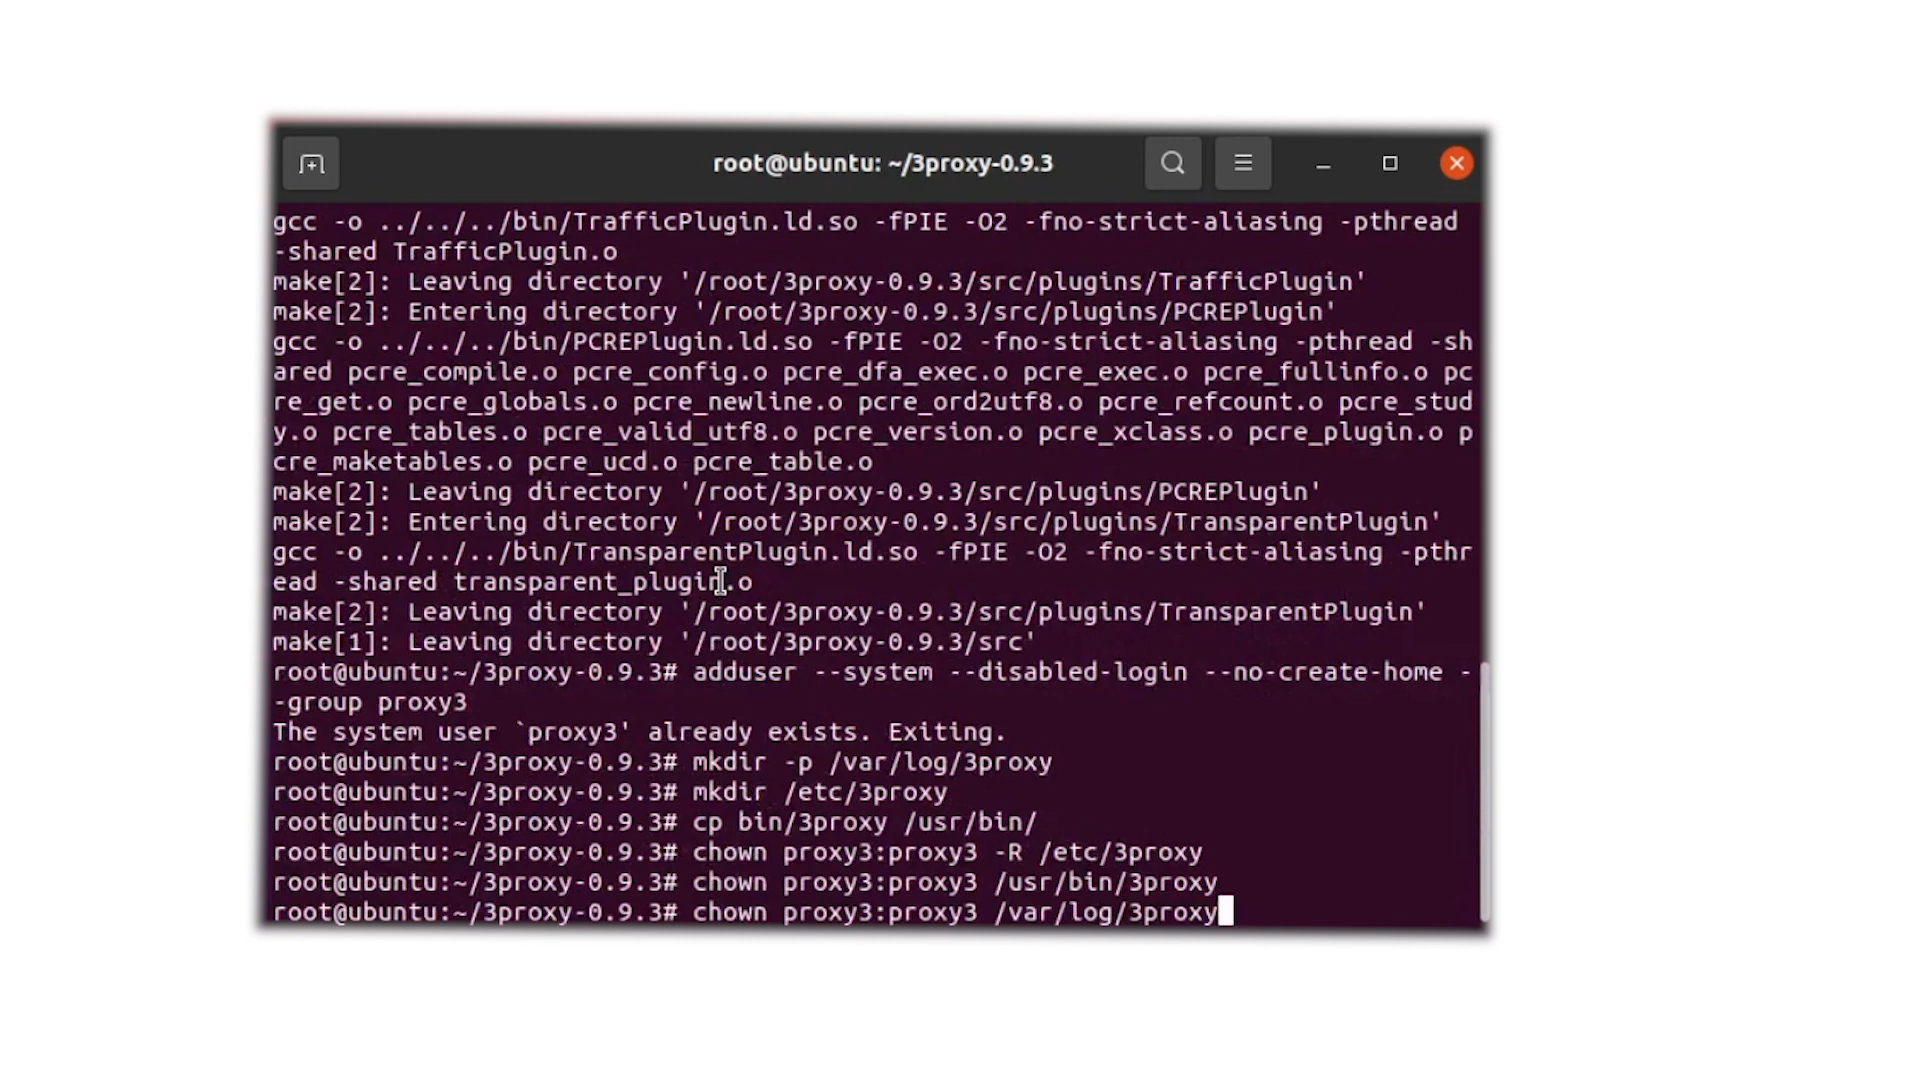 root@ubuntu: ~/3proxy-0.9.3
gcc -o ../../../bin/TrafficPlugin.ld.so -fPIE -O2 -fno-strict-aliasing -pthread
-shared TrafficPlugin.o
make[2]: Leaving directory '/root/3proxy-0.9.3/src/plugins/TrafficPlugin'
make[2]: Entering directory '/root/3proxy-0.9.3/src/plugins/PCREPlugin'
gcc -o ../../../bin/PCREPlugin.ld.so -fPIE -O2 -fno-strict-aliasing -pthread -sh
ared pcre_compile.o pcre_config.o pcre_dfa_exec.o pcre_exec.o pcre_fullinfo.o pc
re_get.o pcre_globals.o pcre_newline.o pcre_ord2utf8.o pcre_refcount.o pcre_stud
y.o pcre_tables.o pcre_valid_utf8.o pcre_version.o pcre_xclass.o pcre_plugin.o p
cre_maketables.o pcre_ucd.o pcre_table.o
make[2]: Leaving directory '/root/3proxy-0.9.3/src/plugins/PCREPlugin'
make[2]: Entering directory '/root/3proxy-0.9.3/src/plugins/TransparentPlugin'
gcc -o ../../../bin/TransparentPlugin.ld.so -fPIE -O2 -fno-strict-aliasing -pthr
ead -shared transparent_plugin.o
make[2]: Leaving directory '/root/3proxy-0.9.3/src/plugins/TransparentPlugin'
make[1]: Leaving directory '/root/3proxy-0.9.3/src'
root@ubuntu:~/3proxy-0.9.3# adduser --system --disabled-login --no-create-home -
-group proxy3
The system user `proxy3' already exists. Exiting.
root@ubuntu:~/3proxy-0.9.3# mkdir -p /var/log/3proxy
root@ubuntu:~/3proxy-0.9.3# mkdir /etc/3proxy
root@ubuntu:~/3proxy-0.9.3# cp bin/3proxy /usr/bin/
root@ubuntu:~/3proxy-0.9.3# chown proxy3:proxy3 -R /etc/3proxy
root@ubuntu:~/3proxy-0.9.3# chown proxy3:proxy3 /usr/bin/3proxy
root@ubuntu:~/3proxy-0.9.3# chown proxy3:proxy3 /var/log/3proxy